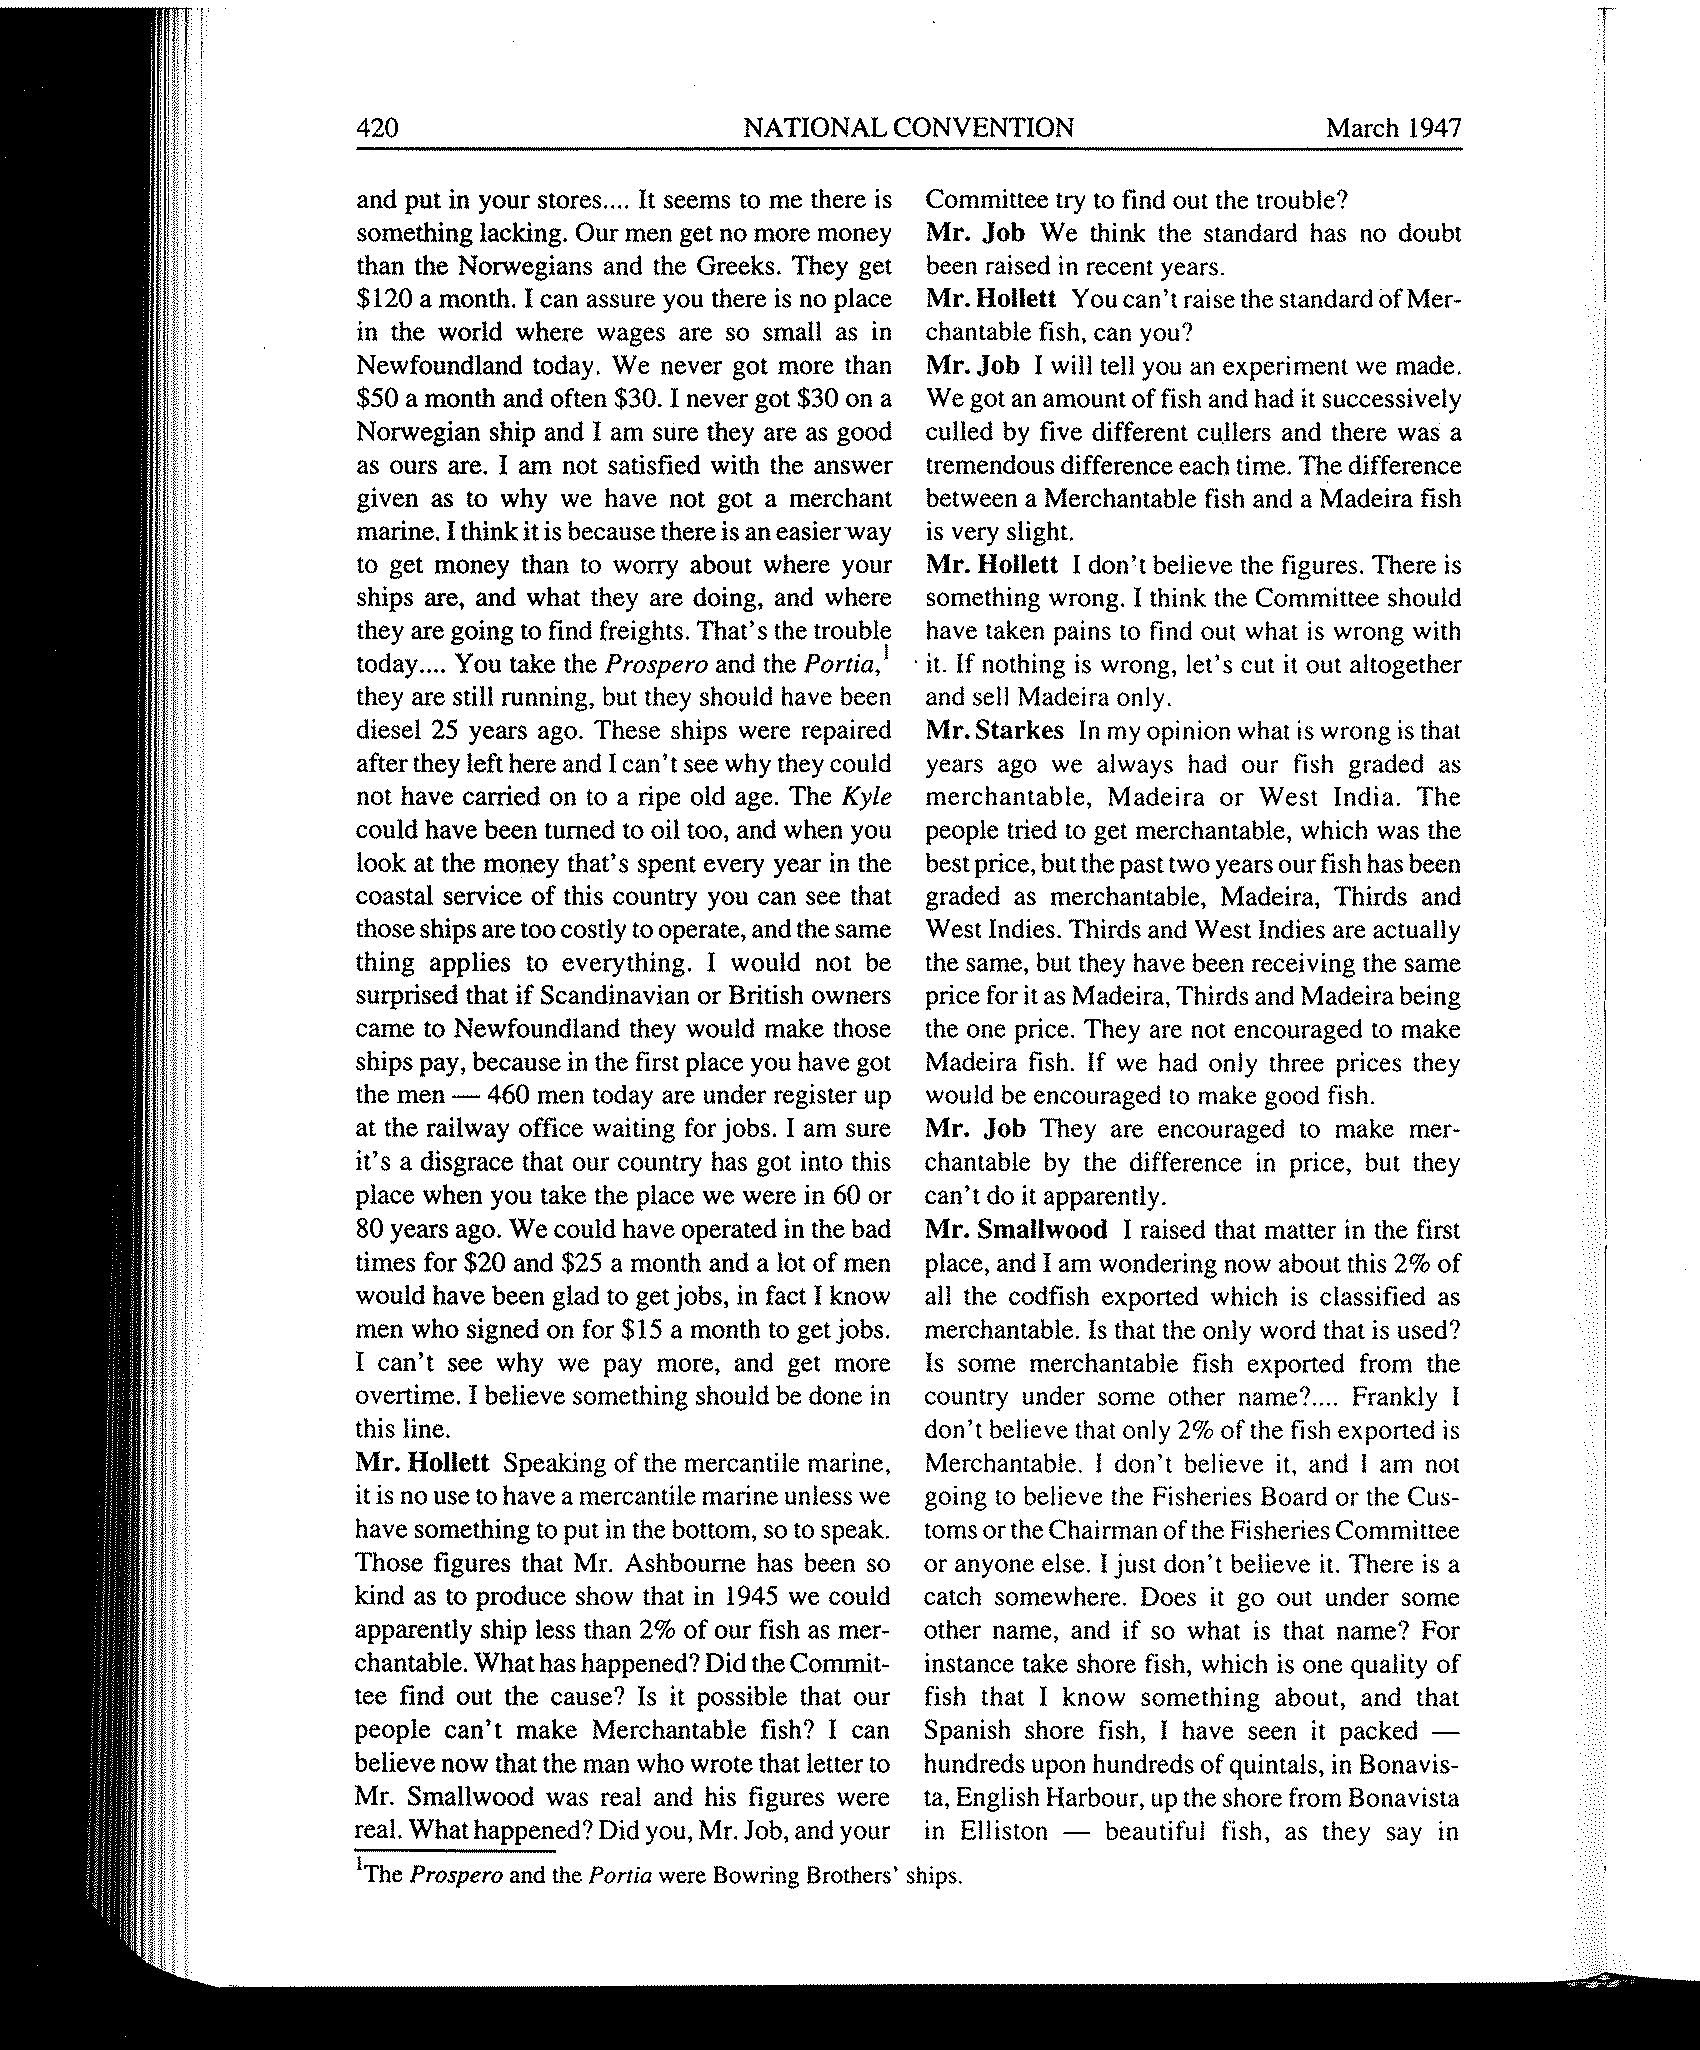 420 NATIONAL CONVENTION March 1947
and put in your stores.... It seems to me there is
something lacking. Our men get no more money
than the Norwegians and the Greeks. They get
$120 a month. I can assure you there is no place
in the world where wages are so small as in
Newfoundland today. We never got more than
$50 a month and often $30. I never got $30 on a
Norwegian ship and I am sure they are as good
as ours are. I am not satisfied with the answer
given as to why we have not got a merchant
marine. I think it is because there is an easier way
to get money than to worry about where your
ships are, and what they are doing, and where
they are going to find freights. That's the trouble
today.... You take the Prospero and the Portia,¹
they are still running, but they should have been
diesel 25 years ago. These ships were repaired
after they left here and I can't see why they could
not have carried on to a ripe old age. The Kyle
could have been turned to oil too, and when you
look at the money that's spent every year in the
coastal service of this country you can see that
those ships are too costly to operate, and the same
thing applies to everything. I would not be
surprised that if Scandinavian or British owners
came to Newfoundland they would make those
ships pay, because in the first place you have got
the men — 460 men today are under register up
at the railway office waiting for jobs. I am sure
it's a disgrace that our country has got into this
place when you take the place we were in 60 or
80 years ago. We could have operated in the bad
times for $20 and $25 a month and a lot of men
would have been glad to get jobs, in fact I know
men who signed on for $15 a month to get jobs.
I can't see why we pay more, and get more
overtime. I believe something should be done in
this line.
Mr. Hollett Speaking of the mercantile marine,
it is no use to have a mercantile marine unless we
have something to put in the bottom, so to speak.
Those figures that Mr. Ashbourne has been so
kind as to produce show that in 1945 we could
apparently ship less than 2% of our fish as mer-
chantable. What has happened? Did the Commit-
tee find out the cause? Is it possible that our
people can't make Merchantable fish? I can
believe now that the man who wrote that letter to
Mr. Smallwood was real and his figures were
real. What happened? Did you, Mr. Job, and your
Committee try to find out the trouble?
Mr. Job We think the standard has no doubt
been raised in recent years.
Mr. Hollett You can't raise the standard of Mer-
chantable fish, can you?
Mr. Job I will tell you an experiment we made.
We got an amount of fish and had it successively
culled by five different cullers and there was a
tremendous difference each time. The difference
between a Merchantable fish and a Madeira fish
is very slight.
Mr. Hollett I don't believe the figures. There is
something wrong. I think the Committee should
have taken pains to find out what is wrong with
it. If nothing is wrong, let's cut it out altogether
and sell Madeira only.
Mr. Starkes In my opinion what is wrong is that
years ago we always had our fish graded as
merchantable, Madeira or West India. The
people tried to get merchantable, which was the
best price, but the past two years our fish has been
graded as merchantable, Madeira, Thirds and
West Indies. Thirds and West Indies are actually
the same, but they have been receiving the same
price for it as Madeira, Thirds and Madeira being
the one price. They are not encouraged to make
Madeira fish. If we had only three prices they
would be encouraged to make good fish.
Mr. Job They are encouraged to make mer-
chantable by the difference in price, but they
can't do it apparently.
Mr. Smallwood I raised that matter in the first
place, and I am wondering now about this 2% of
all the codfish exported which is classified as
merchantable. Is that the only word that is used?
Is some merchantable fish exported from the
country under some other name?.... Frankly I
don't believe that only 2% of the fish exported is
Merchantable. I don't believe it, and I am not
going to believe the Fisheries Board or the Cus-
toms or the Chairman of the Fisheries Committee
or anyone else. I just don't believe it. There is a
catch somewhere. Does it go out under some
other name, and if so what is that name? For
instance take shore fish, which is one quality of
fish that I know something about, and that
Spanish shore fish, I have seen it packed —
hundreds upon hundreds of quintals, in Bonavis-
ta, English Harbour, up the shore from Bonavista
in Elliston — beautiful fish, as they say in
¹The Prospero and the Portia were Bowring Brothers' ships.